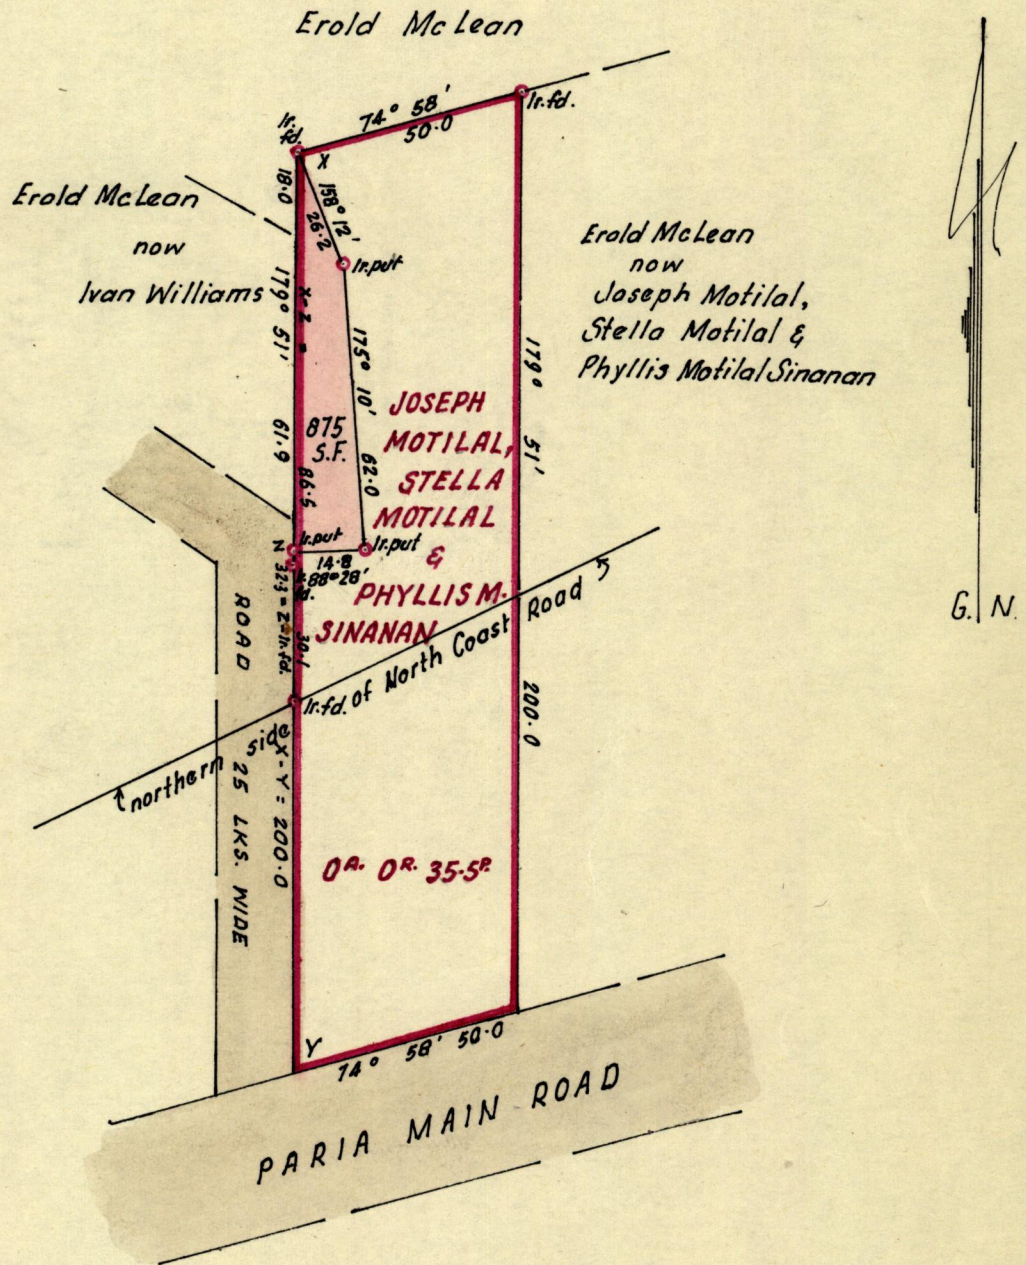 Erold McLean
74° 58'
50.0
Ir.
fd.
Ir.fd.
X
18.0
158° 12'
26.2
Ir.put
Erold McLean
now
Ivan Williams
Erold McLean
now
Joseph Motilal,
Stella Motilal &
Phyllis Motilal Sinanan
179° 51'
X-Z =
86.5
61.9
875
S.F.
175° 10'
62.0
179° 51'
200.0
JOSEPH
MOTILAL,
STELLA
MOTILAL
&
PHYLLIS M.
SINANAN
Ir.put
Ir.put
14.8
88° 28'
fd.
32.3 = Z-Ir.fd.
30.1
Ir.fd.
G. N.
northern side of North Coast Road
ROAD 25 LKS. WIDE
X-Y = 200.0
0A. 0R. 35.5P.
Y
74° 58' 50.0
PARIA MAIN ROAD